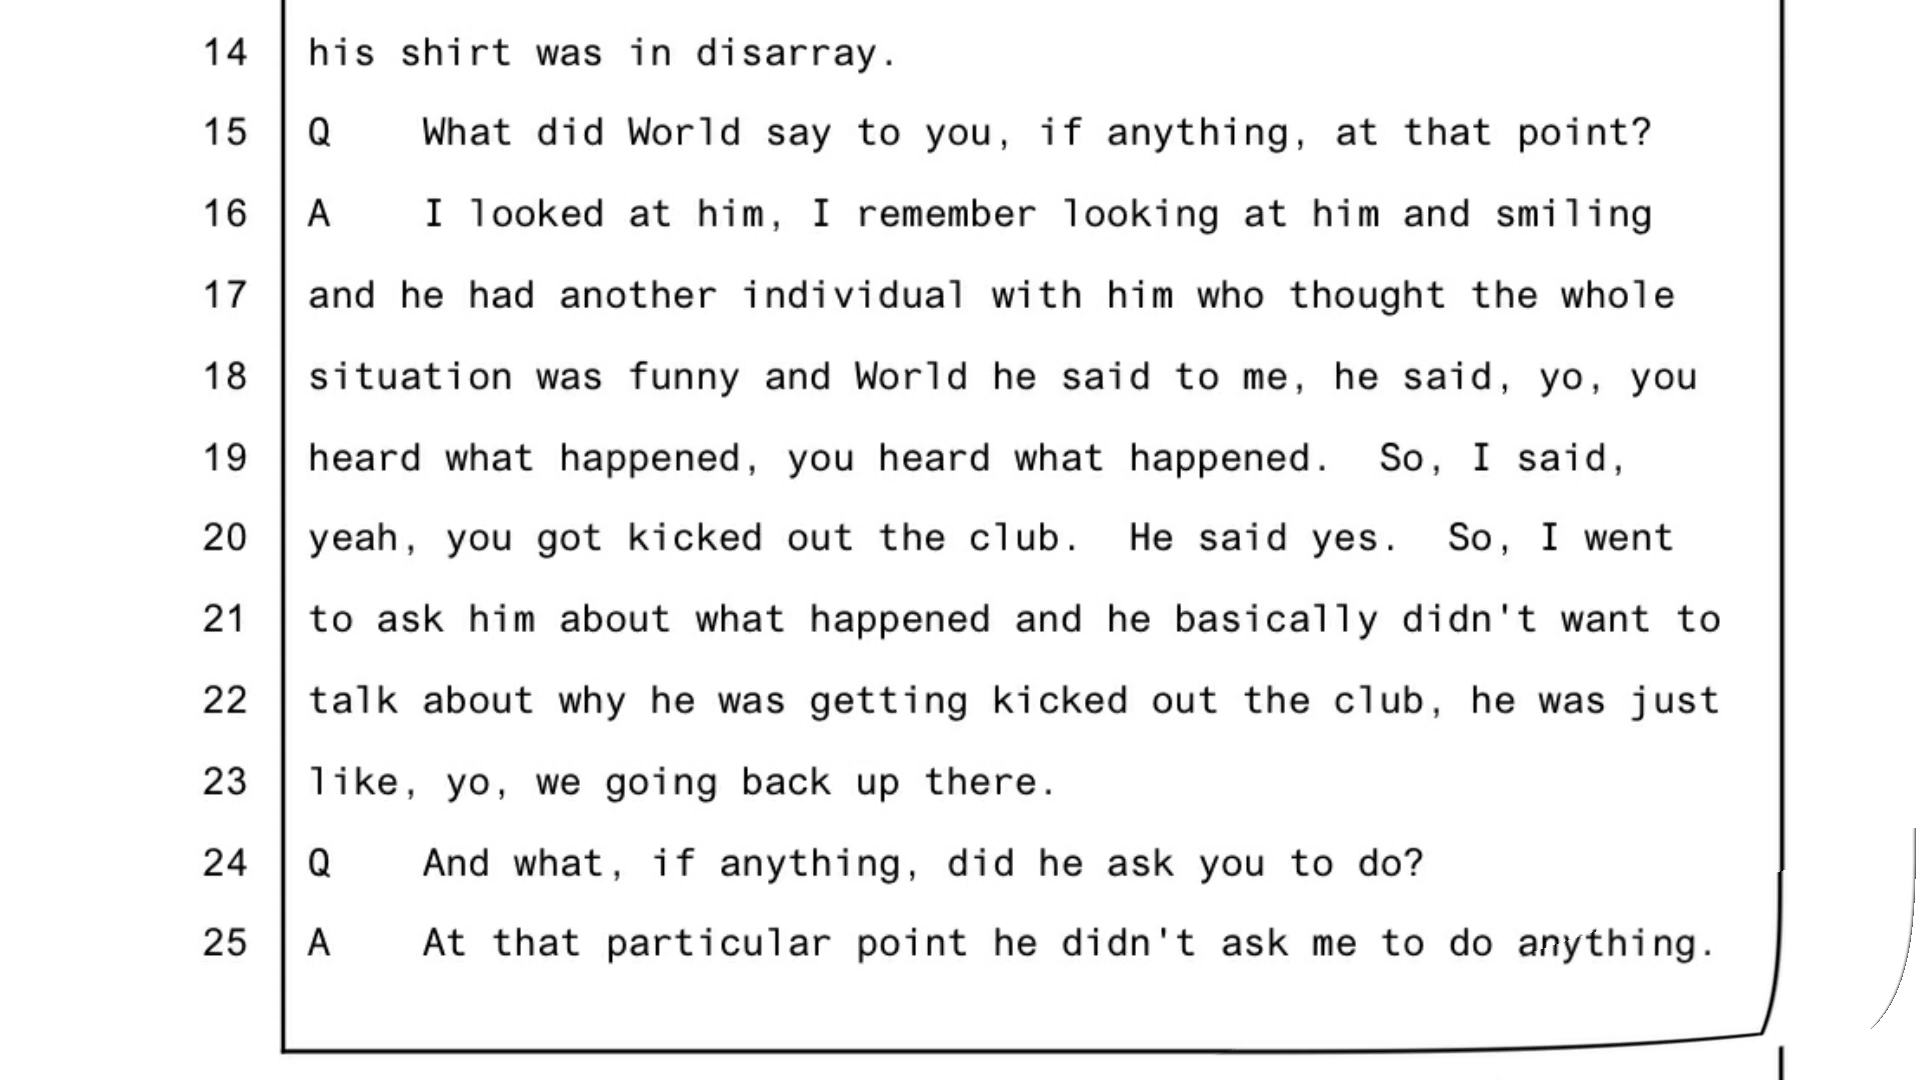 14 his shirt was in disarray.
15 Q What did World say to you, if anything, at that point?
16 A I looked at him, I remember looking at him and smiling
17 and he had another individual with him who thought the whole
18 situation was funny and World he said to me, he said, yo, you
19 heard what happened, you heard what happened. So, I said,
20 yeah, you got kicked out the club. He said yes. So, I went
21 to ask him about what happened and he basically didn't want to
22 talk about why he was getting kicked out the club, he was just
23 like, yo, we going back up there.
24 Q And what, if anything, did he ask you to do?
25 A At that particular point he didn't ask me to do anything.